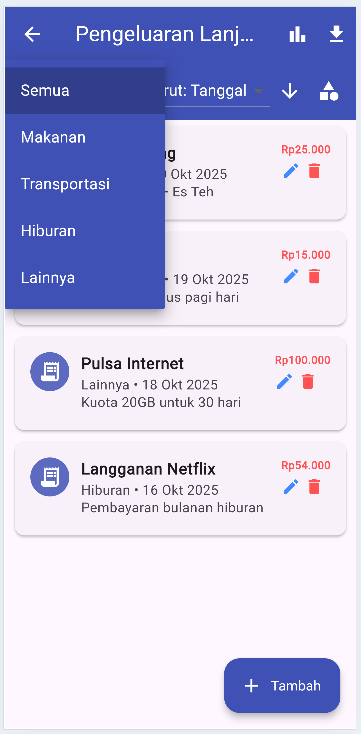 Pengeluaran Lanj...
Semua
rut: Tanggal
Makanan
Transportasi
Hiburan
Lainnya
Rp25.000
Okt 2025
- Es Teh
Rp15.000
• 19 Okt 2025
us pagi hari
Pulsa Internet
Rp100.000
Lainnya • 18 Okt 2025
Kuota 20GB untuk 30 hari
Langganan Netflix
Rp54.000
Hiburan • 16 Okt 2025
Pembayaran bulanan hiburan
+ Tambah